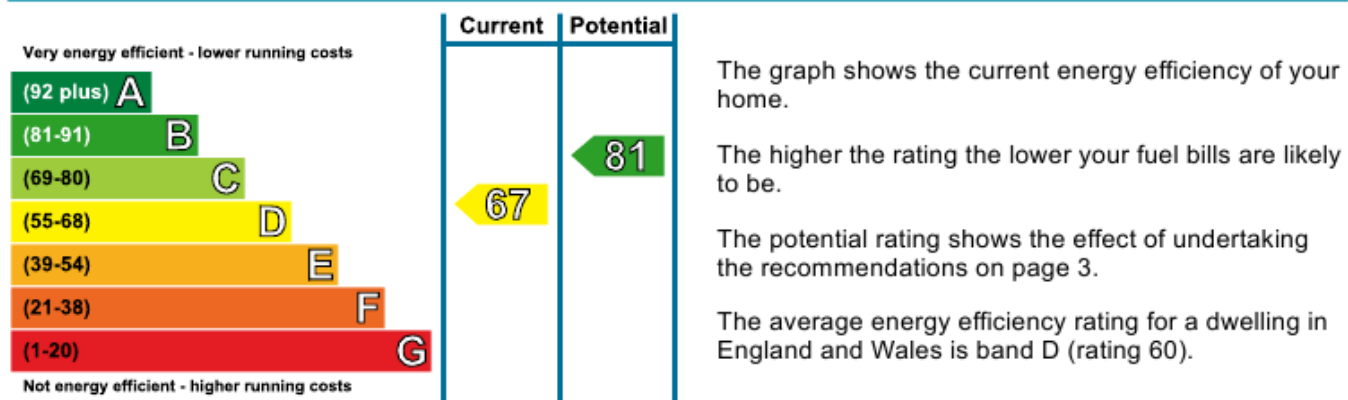 Current Potential
Very energy efficient - lower running costs
(92 plus) A
(81-91) B
(69-80) C
(55-68) D
(39-54) E
(21-38) F
(1-20) G
Not energy efficient - higher running costs
67
81
The graph shows the current energy efficiency of your
home.
The higher the rating the lower your fuel bills are likely
to be.
The potential rating shows the effect of undertaking
the recommendations on page 3.
The average energy efficiency rating for a dwelling in
England and Wales is band D (rating 60).